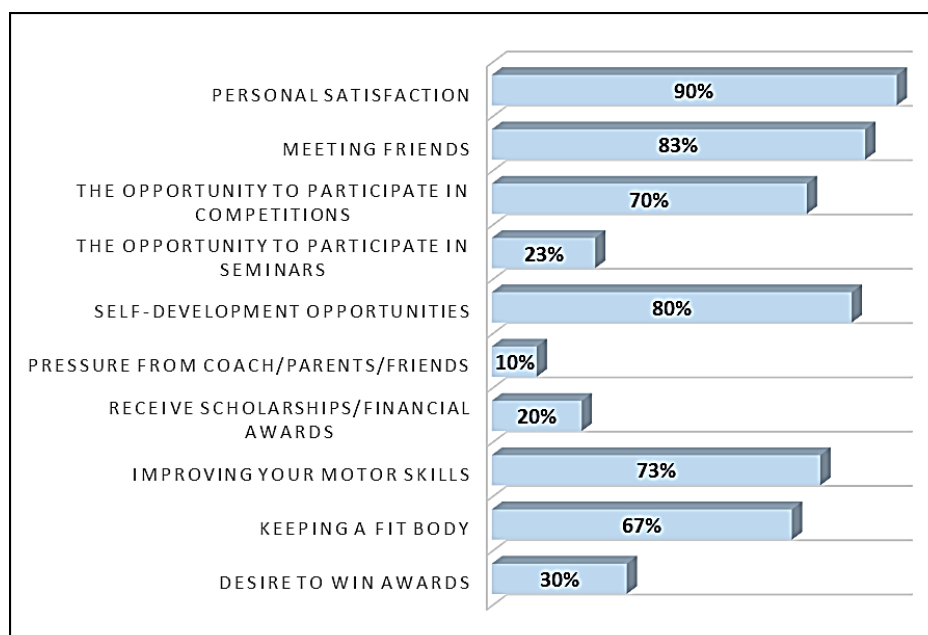 PERSONAL SATISFACTION
90%
MEETING FRIENDS
83%
THE OPPORTUNITY TO PARTICIPATE IN
COMPETITIONS
70%
THE OPPORTUNITY TO PARTICIPATE IN
SEMINARS
23%
SELF-DEVELOPMENT OPPORTUNITIES
80%
PRESSURE FROM COACH/PARENTS/FRIENDS
10%
RECEIVE SCHOLARSHIPS/FINANCIAL
AWARDS
20%
IMPROVING YOUR MOTOR SKILLS
73%
KEEPING A FIT BODY
67%
DESIRE TO WIN AWARDS
30%